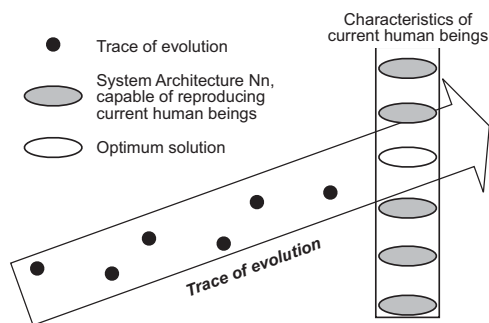 Characteristics of
current human beings
Trace of evolution
System Architecture Nn,
capable of reproducing
current human beings
Optimum solution
Trace of evolution